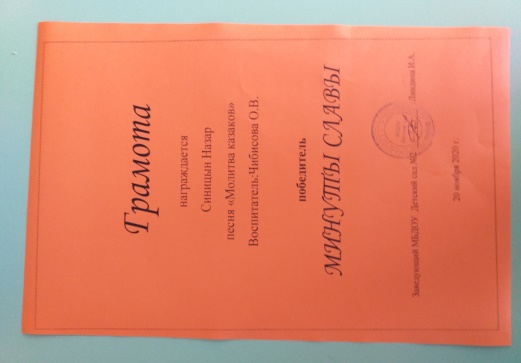 Грамота
награждается
Синицын Назар
песня «Молитва казаков»
Воспитатель:Чибисова О.В.
победитель
МИНУТЫ СЛАВЫ
Заведующий МБДОУ Детский сад №2 И.А.
20 ноября 2020 г.